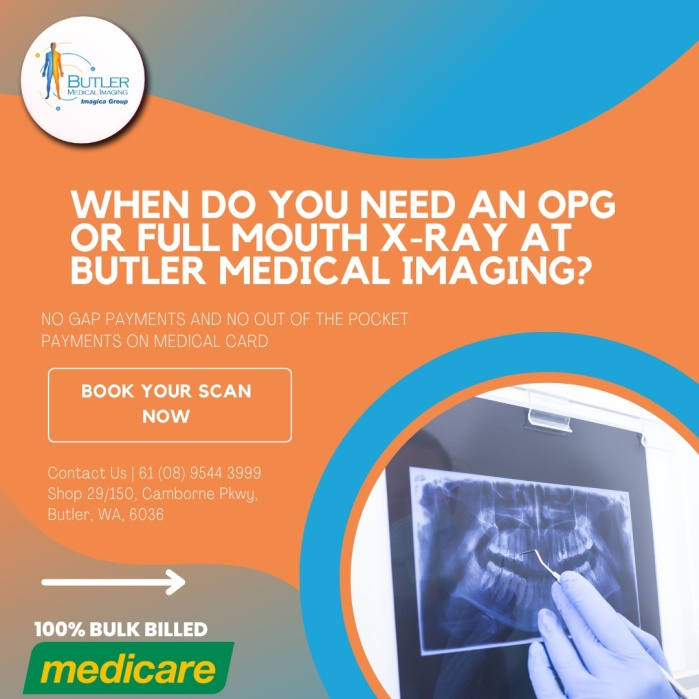 BUTLER
MEDICAL IMAGING
Imagica Group
WHEN DO YOU NEED AN OPG
OR FULL MOUTH X-RAY AT
BUTLER MEDICAL IMAGING?
NO GAP PAYMENTS AND NO OUT OF THE POCKET
PAYMENTS ON MEDICAL CARD
BOOK YOUR SCAN
NOW
Contact Us | 61 (08) 9544 3999
Shop 29/150, Camborne Pkwy,
Butler, WA, 6036
100% BULK BILLED
medicare